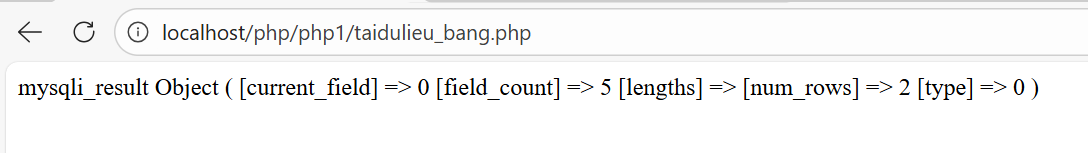 localhost/php/php1/taidulieu_bang.php
mysqli_result Object ( [current_field] => 0 [field_count] => 5 [lengths] => [num_rows] => 2 [type] => 0 )